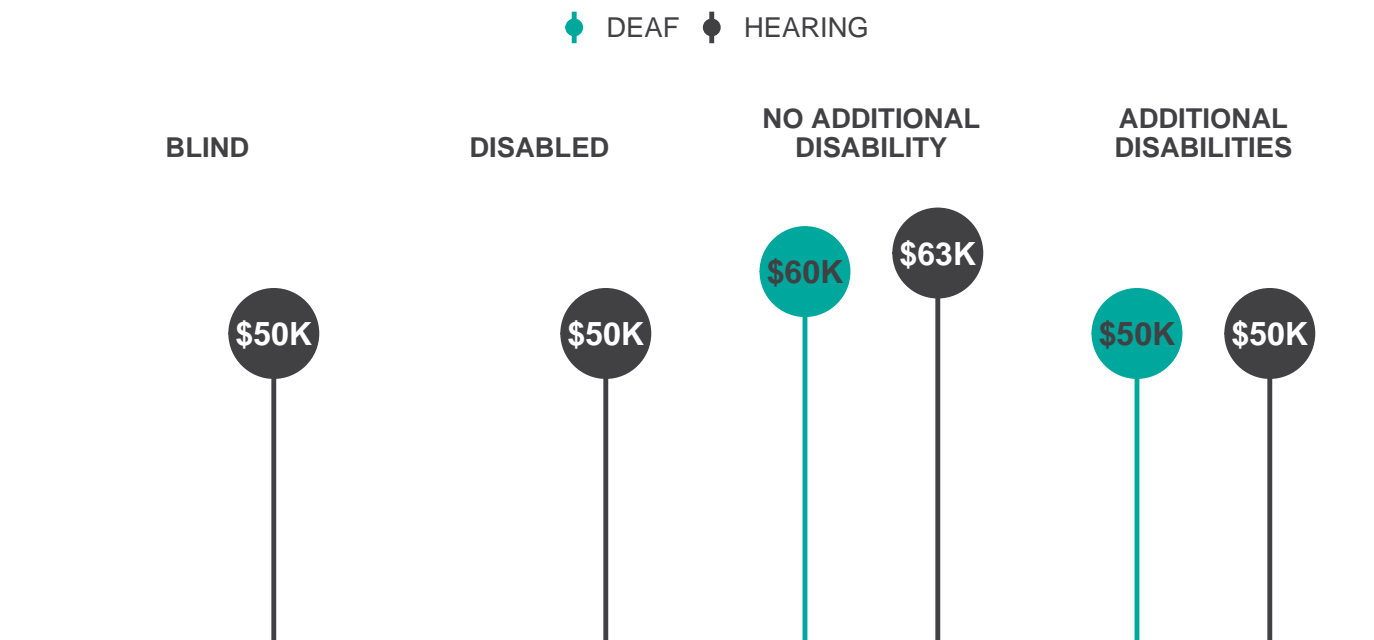 DEAF HEARING
BLIND
DISABLED
NO ADDITIONAL
DISABILITY
ADDITIONAL
DISABILITIES
$50K
$50K
$60K
$63K
$50K
$50K